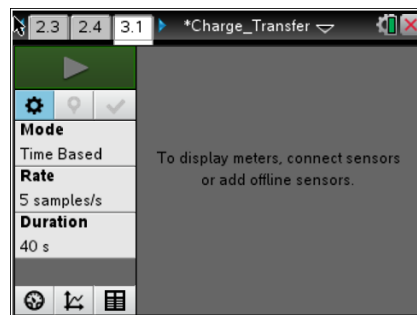 2.3 2.4 3.1 *Charge_Transfer
Mode
Time Based
Rate
5 samples/s
Duration
40 s
To display meters, connect sensors
or add offline sensors.